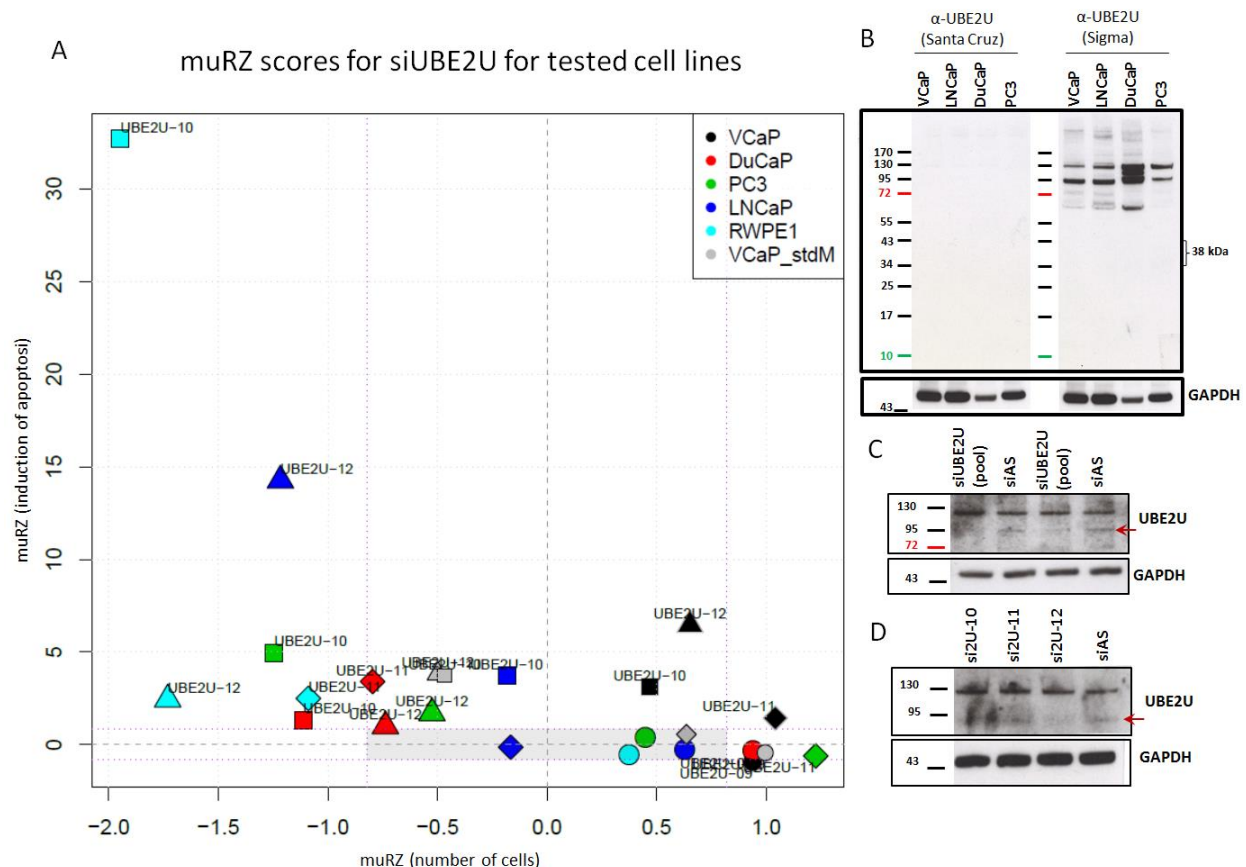 A
muRZ scores for siUBE2U for tested cell lines
muRZ (induction of apoptosi)
30
25
20
15
10
5
0
−2.0 −1.5 −1.0 −0.5 0.0 0.5 1.0
muRZ (number of cells)
VCaP
DuCaP
PC3
LNCaP
RWPE1
VCaP_stdM
UBE2U−10
UBE2U−12
UBE2U−12
UBE2U−10
UBE2U−11
UBE2U−10
UBE2U−10
UBE2U−12
UBE2U−12
UBE2U−11
UBE2U−10
UBE2U−12
UBE2U−11
UBE2U−09
B
α-UBE2U
(Santa Cruz)
α-UBE2U
(Sigma)
VCaP
LNCaP
DuCaP
PC3
VCaP
LNCaP
DuCaP
PC3
170
130
95
72
55
43
34
25
17
10
38 kDa
43
GAPDH
C
siUBE2U
(pool)
siAS
siUBE2U
(pool)
siAS
130
95
72
UBE2U
43
GAPDH
D
si2U-10
si2U-11
si2U-12
siAS
130
95
UBE2U
43
GAPDH